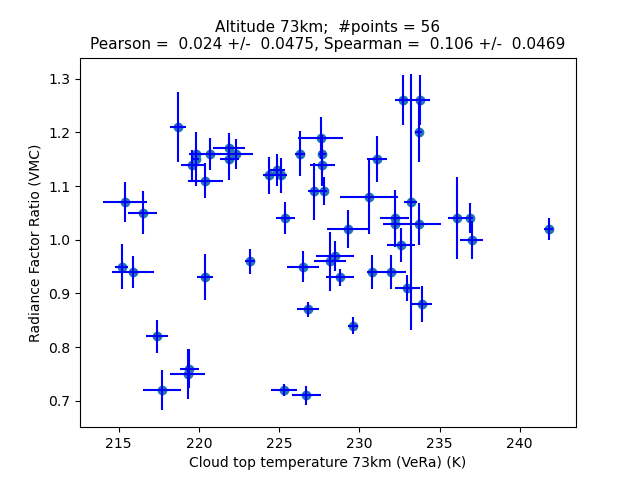 Altitude 73km;  #points = 56
Pearson =  0.024 +/-  0.0475, Spearman =  0.106 +/-  0.0469
1.3
1.2
1.1
1.0
0.9
0.8
0.7
Radiance Factor Ratio (VMC)
215 220 225 230 235 240
Cloud top temperature 73km (VeRa) (K)